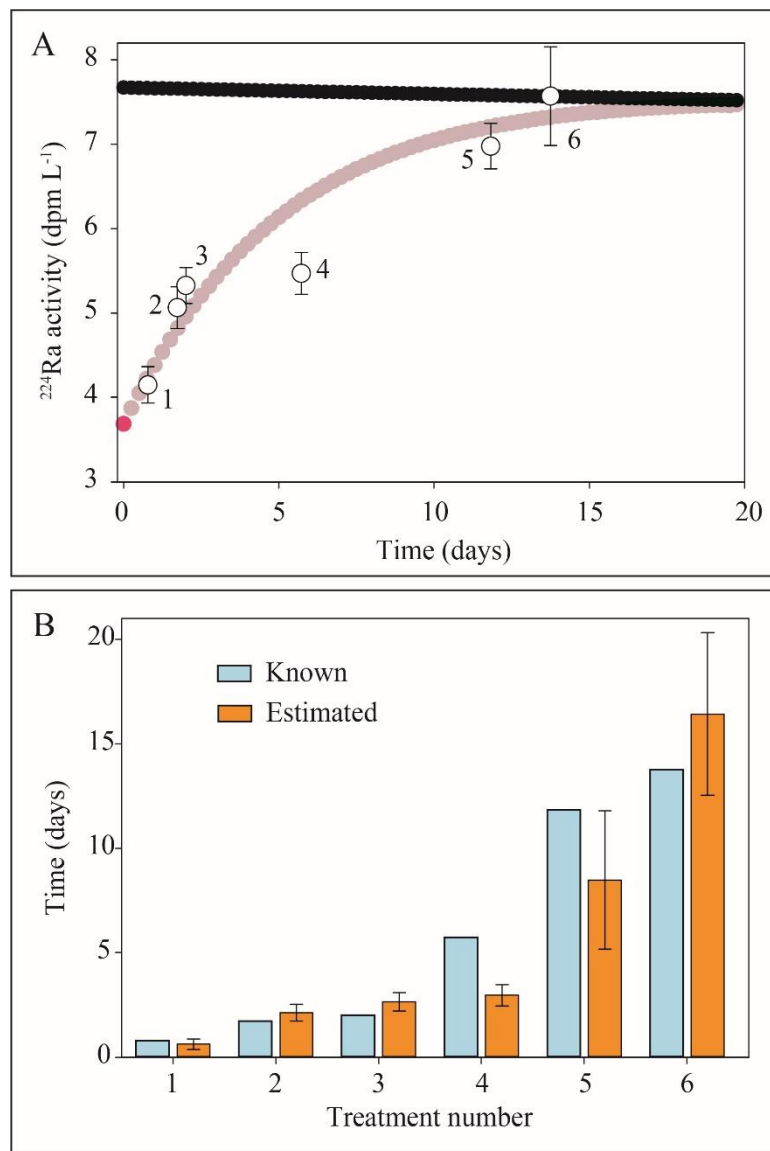 A
8
7
6
5
4
3
²²⁴Ra activity (dpm L⁻¹)
1
2
3
4
5
6
0 5 10 15 20
Time (days)
B
20
15
10
5
0
Time (days)
Known
Estimated
1 2 3 4 5 6
Treatment number